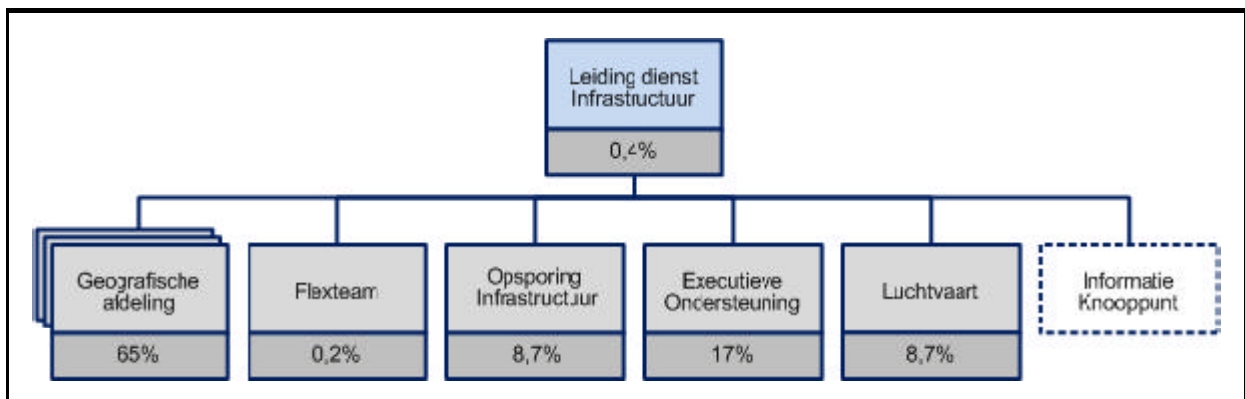 Leiding dienst
Infrastructuur
0,4%
Geografische
afdeling
65%
Flexteam
0,2%
Opsporing
Infrastructuur
8,7%
Executieve
Ondersteuning
17%
Luchtvaart
8,7%
Informatie
Knooppunt